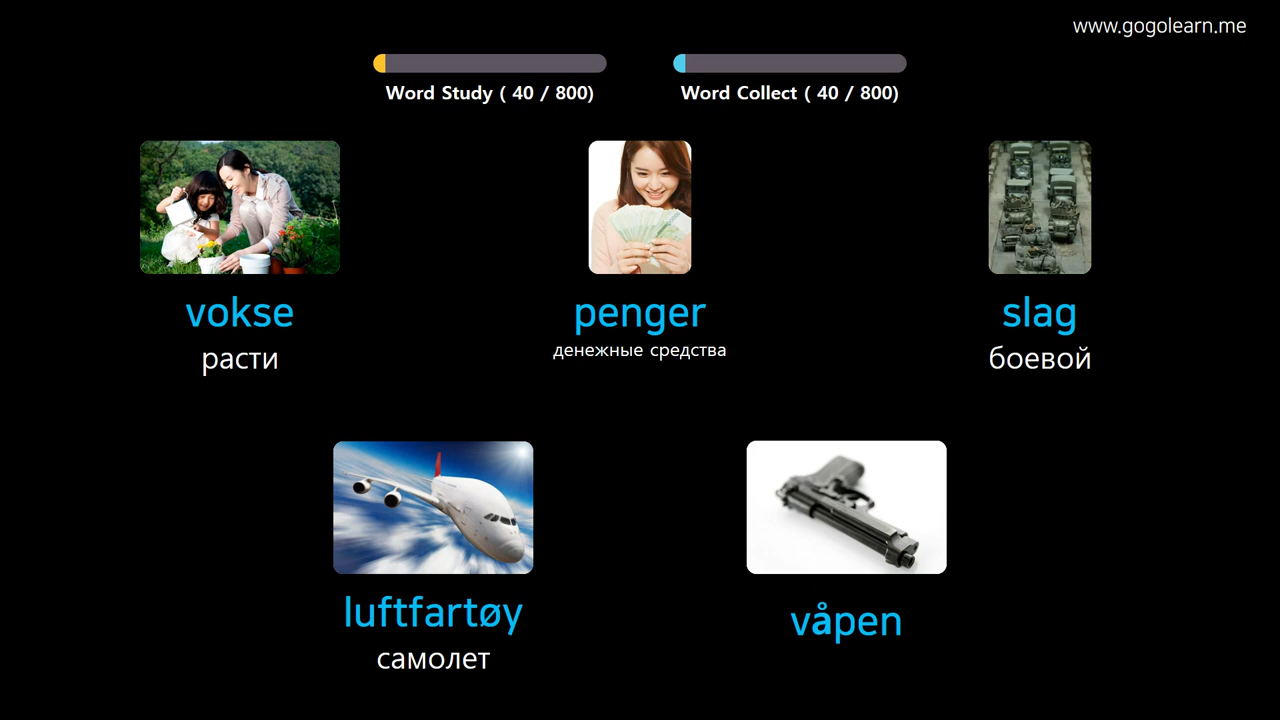 www.gogolearn.me
Word Study ( 40 / 800)
Word Collect ( 40 / 800)
vokse
расти
penger
денежные средства
slag
боевой
luftfartøy
самолет
våpen